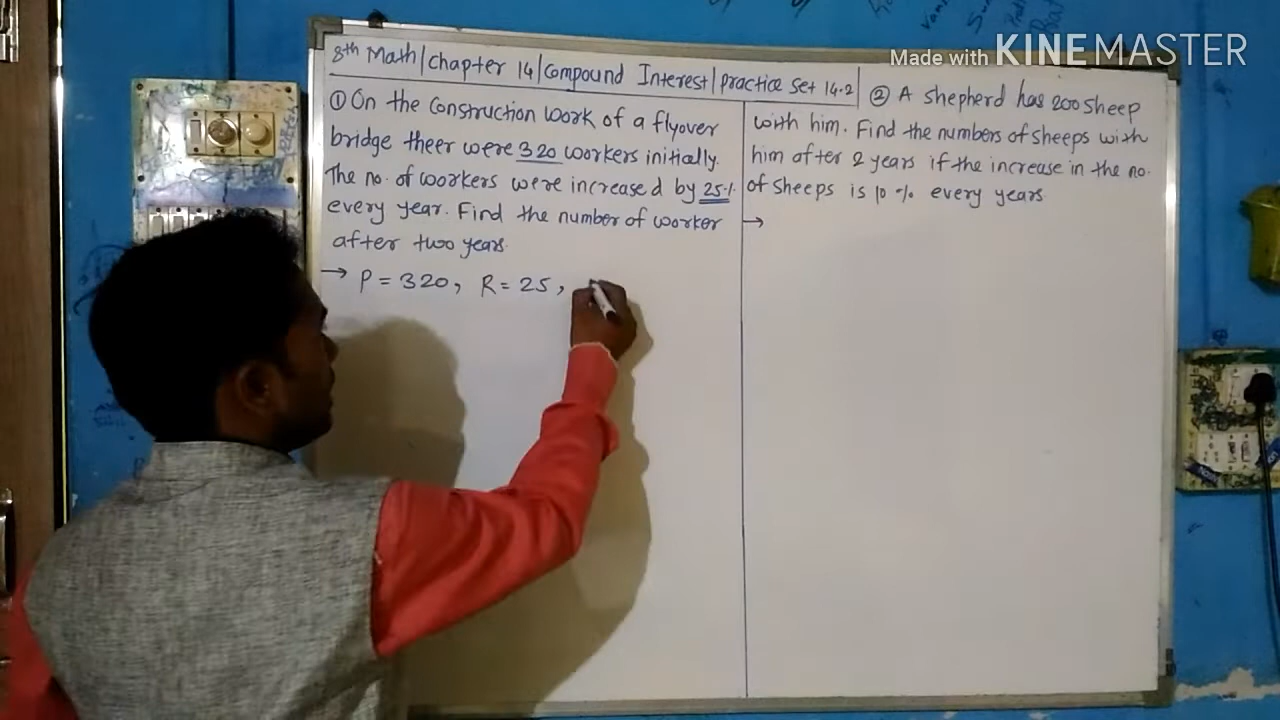 Made with KINEMASTER
8th Math/Chapter 14/Compound Interest/practice Set 14.2
① On the Construction work of a flyover
bridge theer were 320 workers initially.
The no. of workers were increased by 25%
every year. Find the number of worker
after two years.
→ P = 320, R = 25,
② A Shepherd has 200 Sheep
with him. Find the numbers of sheeps with
him after 2 years if the increase in the no.
of sheeps is 10 % every years
→